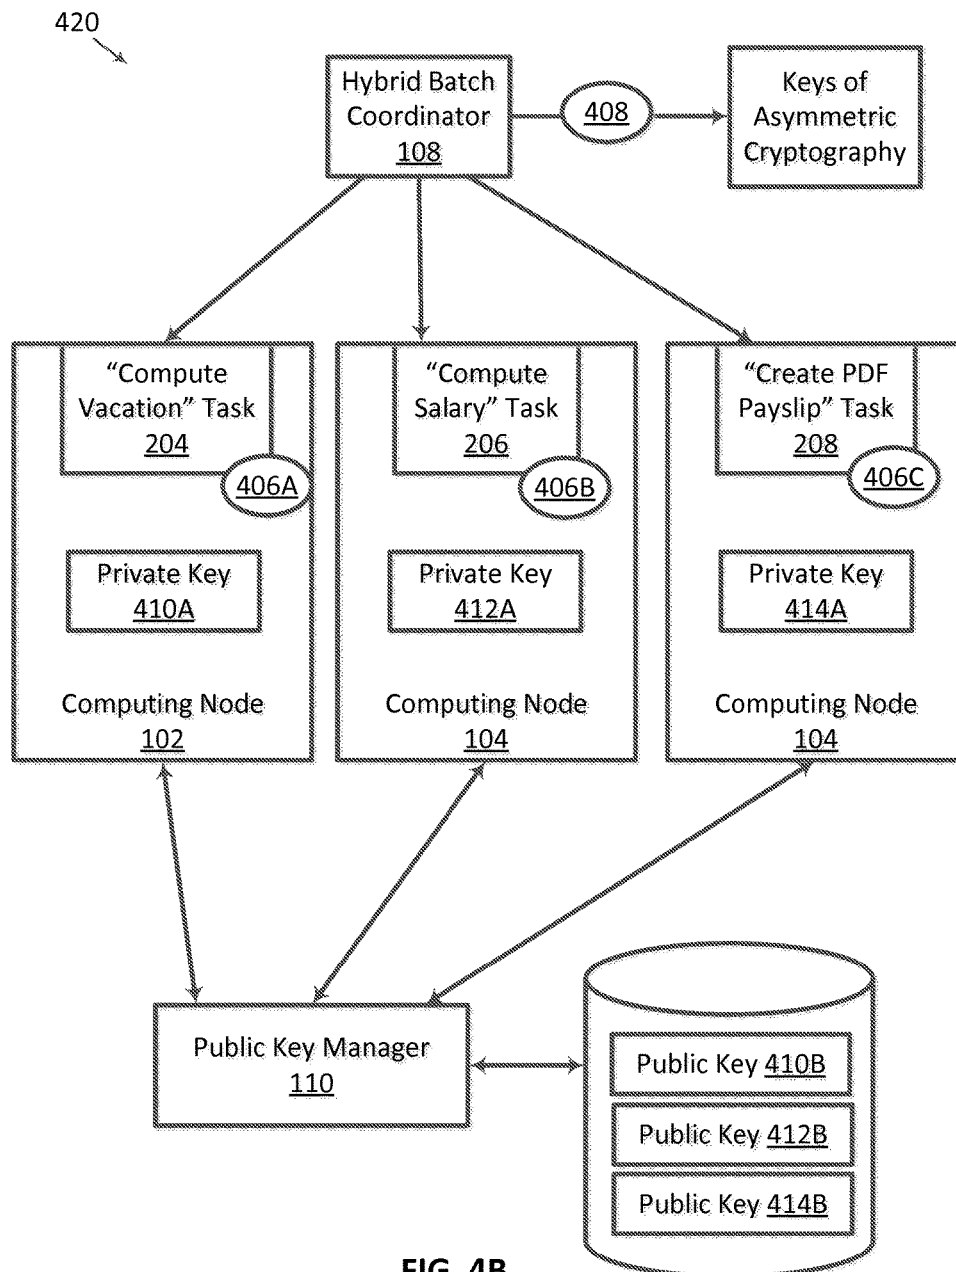 420
Hybrid Batch
Coordinator
108
408
Keys of
Asymmetric
Cryptography
"Compute
Vacation" Task
204
406A
Private Key
410A
Computing Node
102
"Compute
Salary" Task
206
406B
Private Key
412A
Computing Node
104
"Create PDF
Payslip" Task
208
406C
Private Key
414A
Computing Node
104
Public Key Manager
110
Public Key 410B
Public Key 412B
Public Key 414B
FIG. 4B